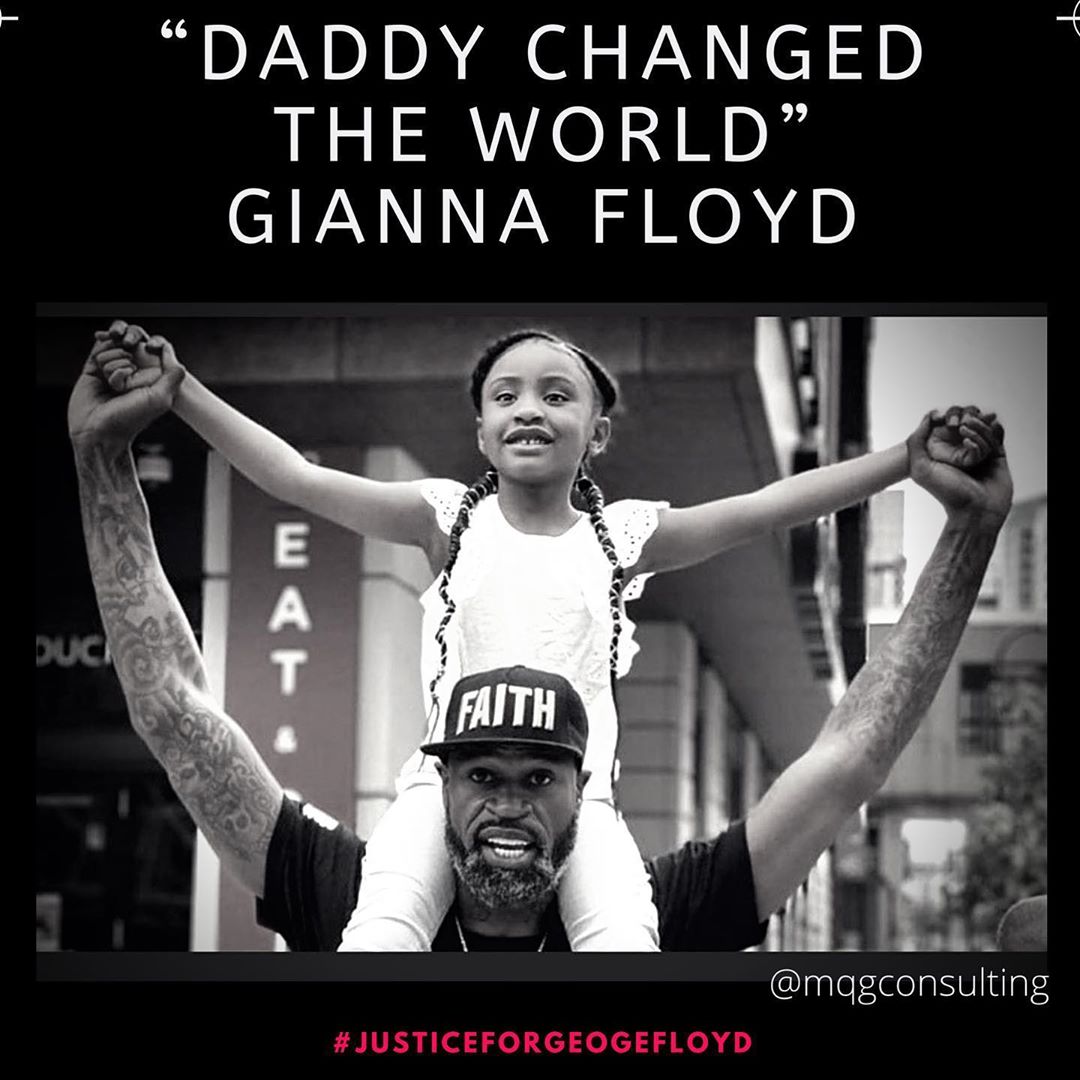 “DADDY CHANGED
THE WORLD”
GIANNA FLOYD
EAT
&
FAITH
@mqgconsulting
#JUSTICEFORGEOGEFLOYD